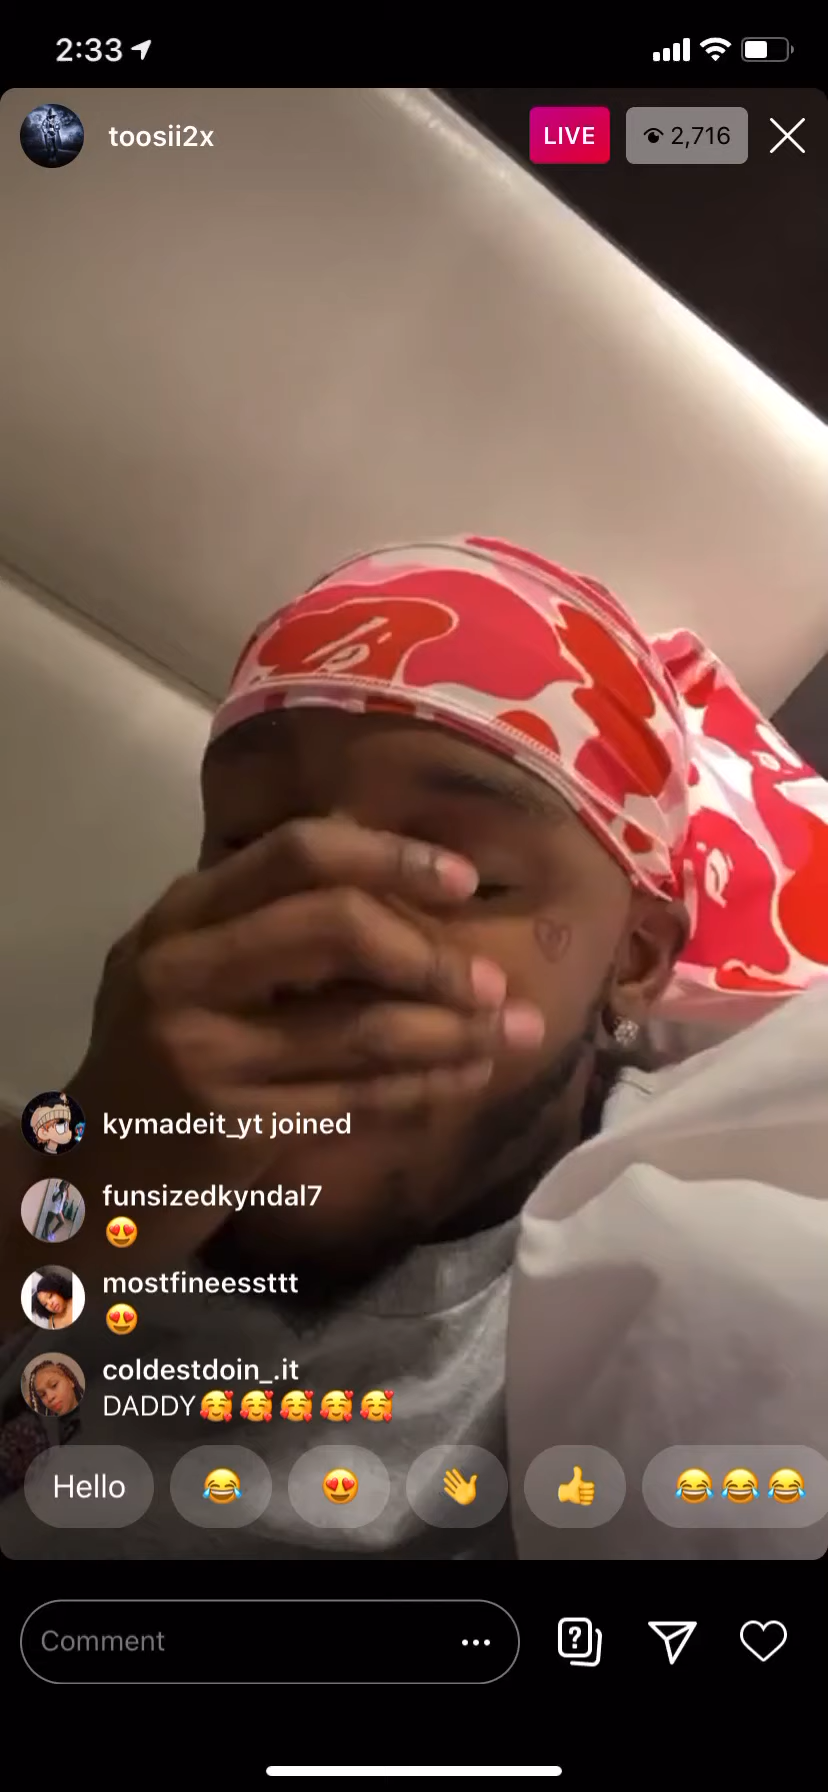 2:33
toosii2x
LIVE
2,716
kymadeit_yt joined
funsizedkyndal7
😍
mostfineessttt
😍
coldestdoin_.it
DADDY🥰🥰🥰🥰🥰
Hello 😂 😍 👋 👍 😂😂😂
Comment